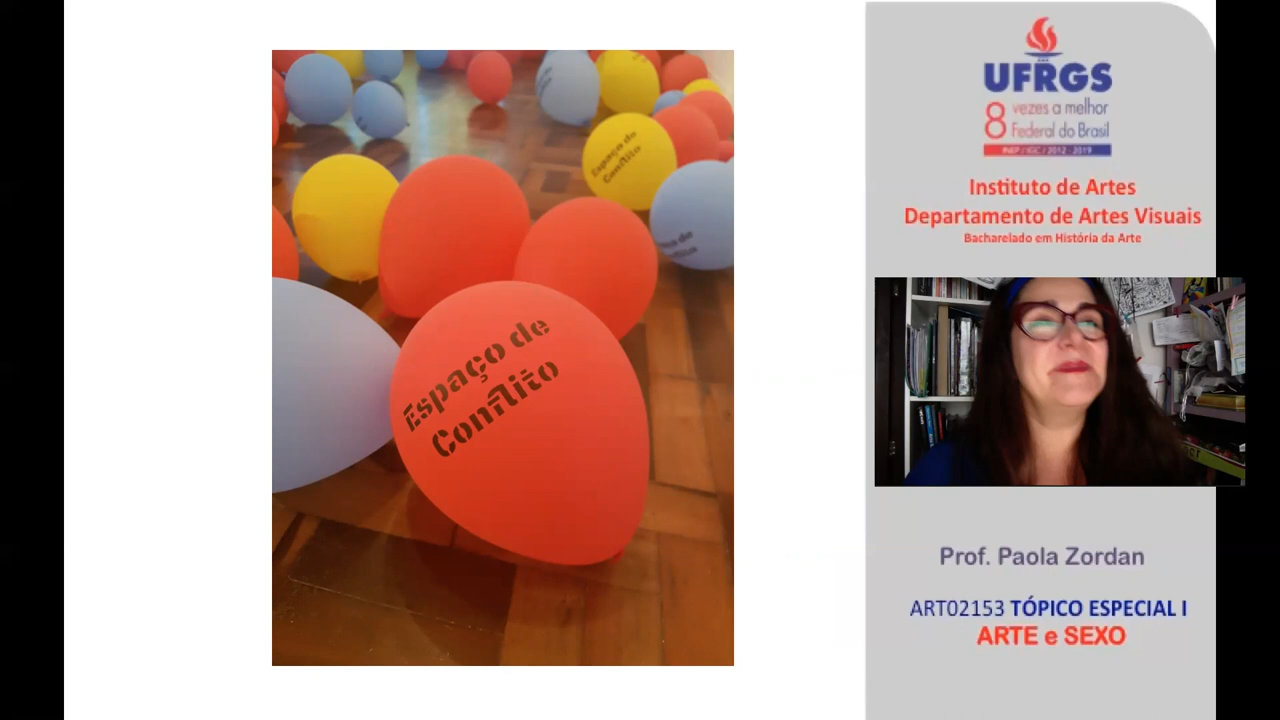 Espaço de
Conflito
Espaço de
Conflito
UFRGS
8 vezes a melhor
Federal do Brasil
INEP / IGC / 2012 - 2019
Instituto de Artes
Departamento de Artes Visuais
Bacharelado em História da Arte
Prof. Paola Zordan
ART02153 TÓPICO ESPECIAL I
ARTE e SEXO